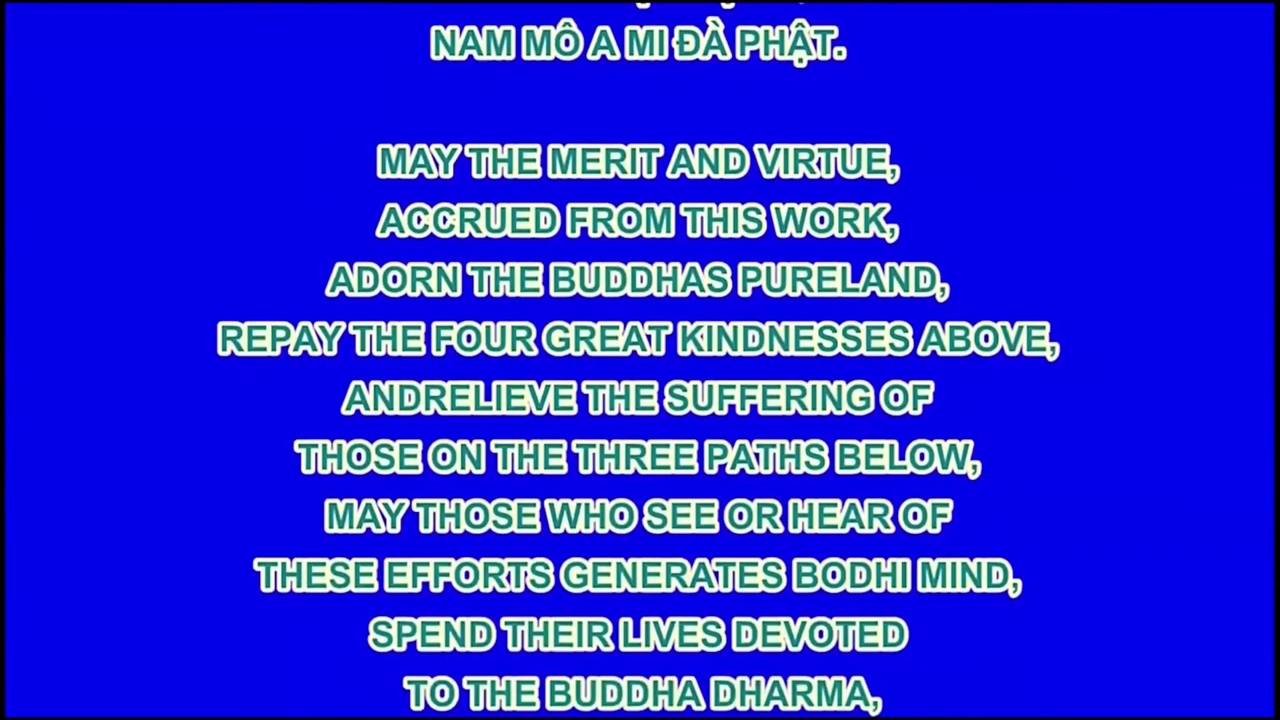 NAM MÔ A MI ĐÀ PHẬT.
MAY THE MERIT AND VIRTUE,
ACCRUED FROM THIS WORK,
ADORN THE BUDDHAS PURELAND,
REPAY THE FOUR GREAT KINDNESSES ABOVE,
ANDRELIEVE THE SUFFERING OF
THOSE ON THE THREE PATHS BELOW,
MAY THOSE WHO SEE OR HEAR OF
THESE EFFORTS GENERATES BODHI MIND,
SPEND THEIR LIVES DEVOTED
TO THE BUDDHA DHARMA,